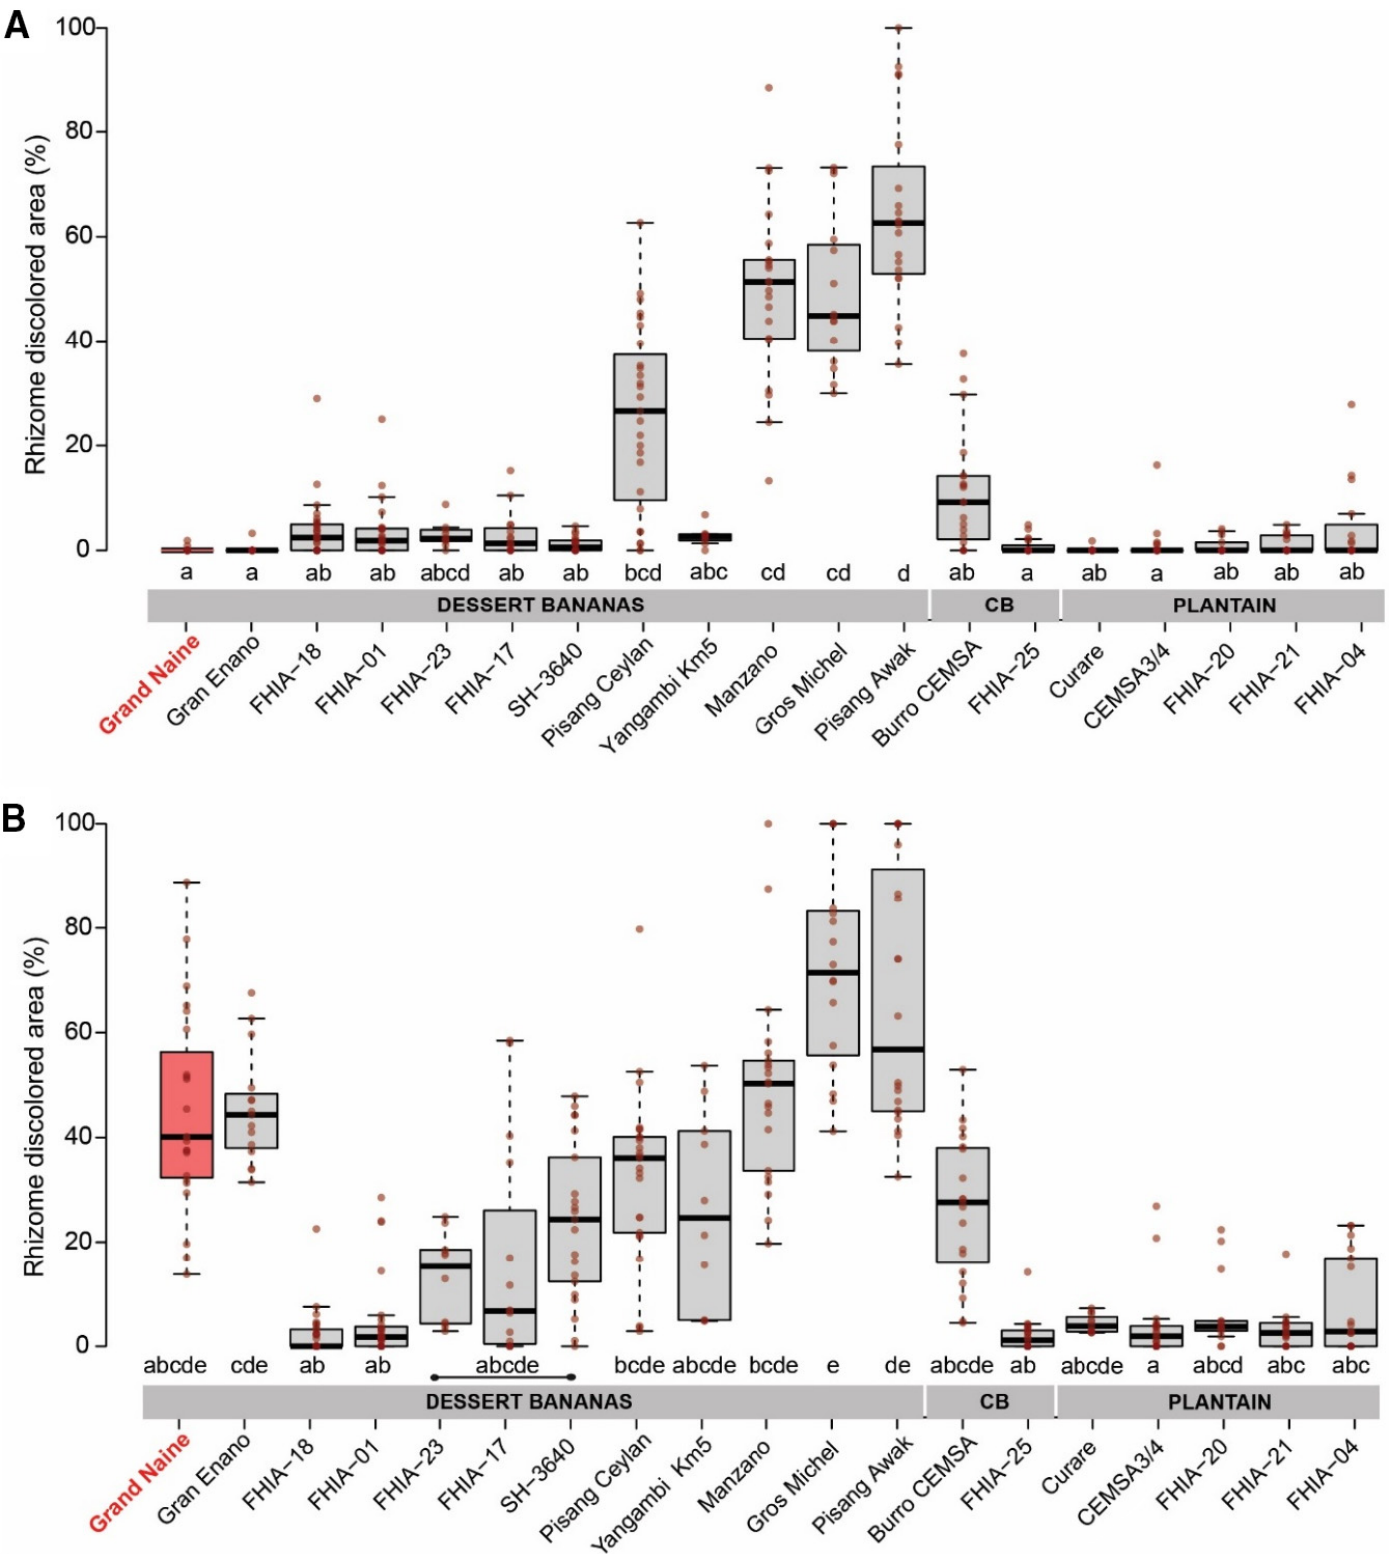 A
Rhizome discolored area (%)
100
80
60
40
20
0
a a ab ab abcd ab ab bcd abc cd cd d ab a ab a ab ab ab
DESSERT BANANAS CB PLANTAIN
Grand Naine
Gran Enano
FHIA−18
FHIA−01
FHIA−23
FHIA−17
SH−3640
Pisang Ceylan
Yangambi Km5
Manzano
Gros Michel
Pisang Awak
Burro CEMSA
FHIA−25
Curare
CEMSA3/4
FHIA−20
FHIA−21
FHIA−04
B
Rhizome discolored area (%)
100
80
60
40
20
0
abcde cde ab ab abcde bcde abcde bcde e de abcde ab abcde a abcd abc abc
DESSERT BANANAS CB PLANTAIN
Grand Naine
Gran Enano
FHIA−18
FHIA−01
FHIA−23
FHIA−17
SH−3640
Pisang Ceylan
Yangambi Km5
Manzano
Gros Michel
Pisang Awak
Burro CEMSA
FHIA−25
Curare
CEMSA3/4
FHIA−20
FHIA−21
FHIA−04